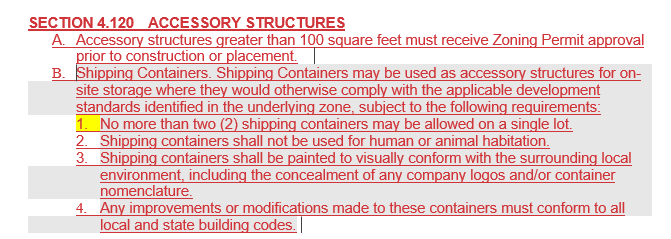 SECTION 4.120 ACCESSORY STRUCTURES
A. Accessory structures greater than 100 square feet must receive Zoning Permit approval
prior to construction or placement.
B. Shipping Containers. Shipping Containers may be used as accessory structures for on-
site storage where they would otherwise comply with the applicable development
standards identified in the underlying zone, subject to the following requirements:
1. No more than two (2) shipping containers may be allowed on a single lot.
2. Shipping containers shall not be used for human or animal habitation.
3. Shipping containers shall be painted to visually conform with the surrounding local
environment, including the concealment of any company logos and/or container
nomenclature.
4. Any improvements or modifications made to these containers must conform to all
local and state building codes.